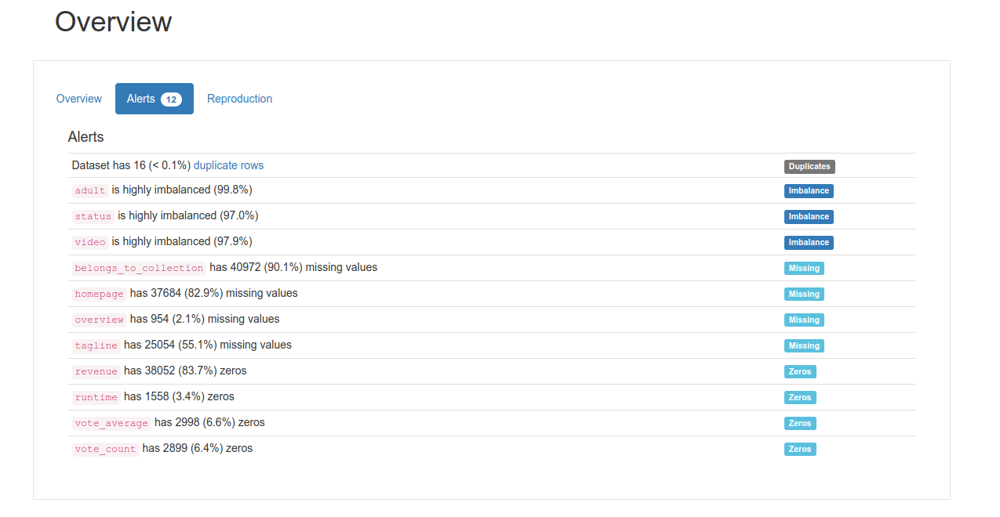 Overview
Overview Alerts 12 Reproduction
Alerts
Dataset has 16 (< 0.1%) duplicate rows Duplicates
adult is highly imbalanced (99.8%) Imbalance
status is highly imbalanced (97.0%) Imbalance
video is highly imbalanced (97.9%) Imbalance
belongs_to_collection has 40972 (90.1%) missing values Missing
homepage has 37684 (82.9%) missing values Missing
overview has 954 (2.1%) missing values Missing
tagline has 25054 (55.1%) missing values Missing
revenue has 38052 (83.7%) zeros Zeros
runtime has 1558 (3.4%) zeros Zeros
vote_average has 2998 (6.6%) zeros Zeros
vote_count has 2899 (6.4%) zeros Zeros